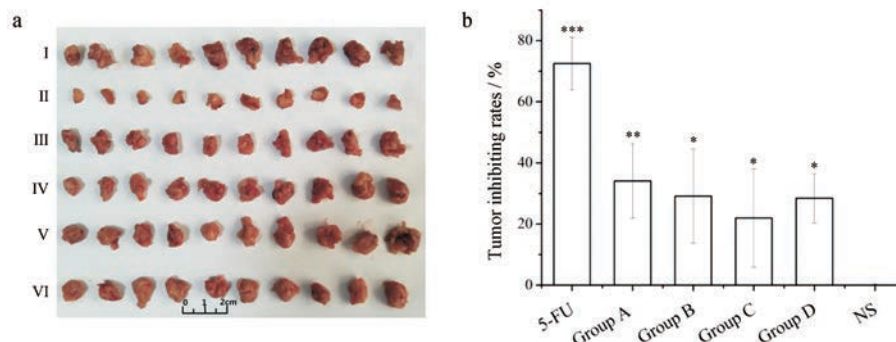 a
I
II
III
IV
V
VI
0 1 2cm
b
Tumor inhibiting rates / %
80
60
40
20
0
***
**
*
*
*
5-FU
Group A
Group B
Group C
Group D
NS